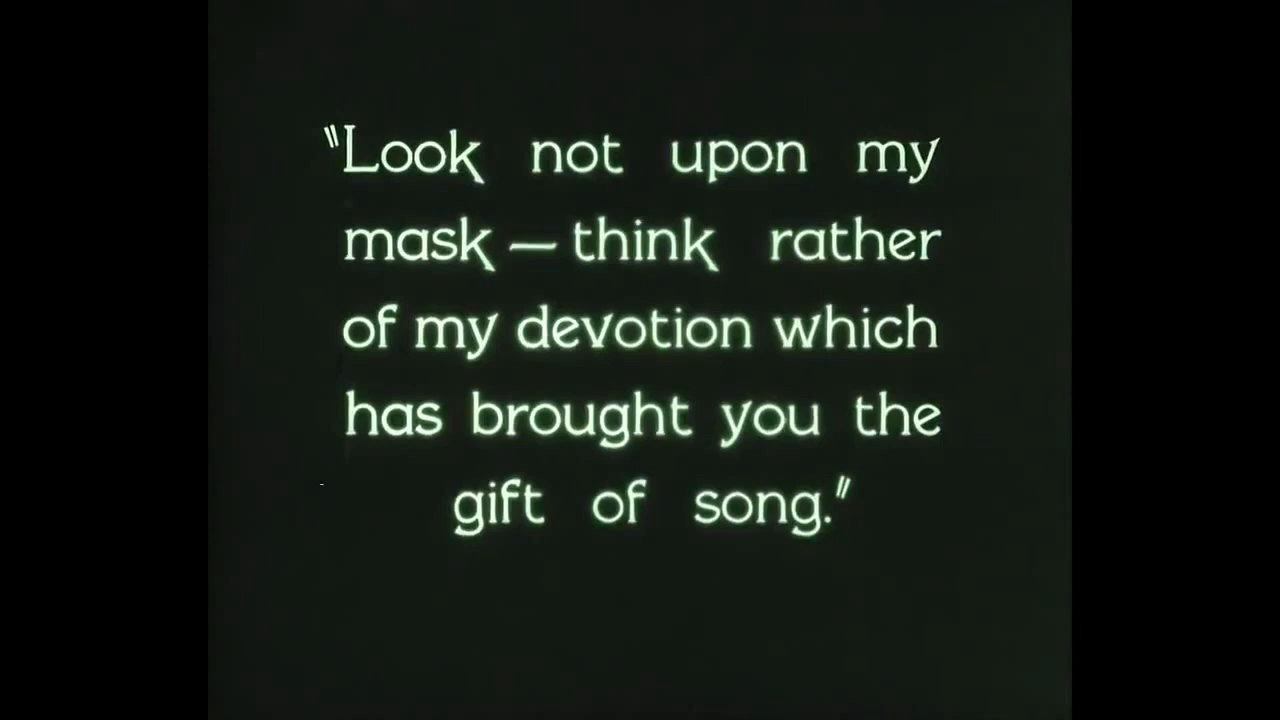 "Look not upon my
mask — think rather
of my devotion which
has brought you the
gift of song."